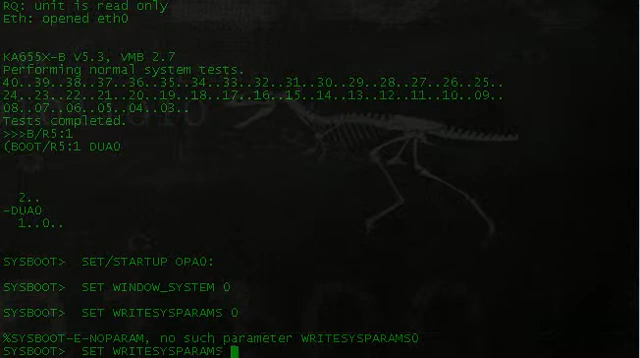 RQ: unit is read only
Eth: opened eth0
KA655X-B V5.3, VMB 2.7
Performing normal system tests.
40..39..38..37..36..35..34..33..32..31..30..29..28..27..26..25..
24..23..22..21..20..19..18..17..16..15..14..13..12..11..10..09..
08..07..06..05..04..03..
Tests completed.
>>>B/R5:1
(BOOT/R5:1 DUA0
2..
-DUA0
1..0..
SYSBOOT> SET/STARTUP OPA0:
SYSBOOT> SET WINDOW_SYSTEM 0
SYSBOOT> SET WRITESYSPARAMS 0
%SYSBOOT-E-NOPARAM, no such parameter WRITESYSPARAMS0
SYSBOOT> SET WRITESYSPARAMS